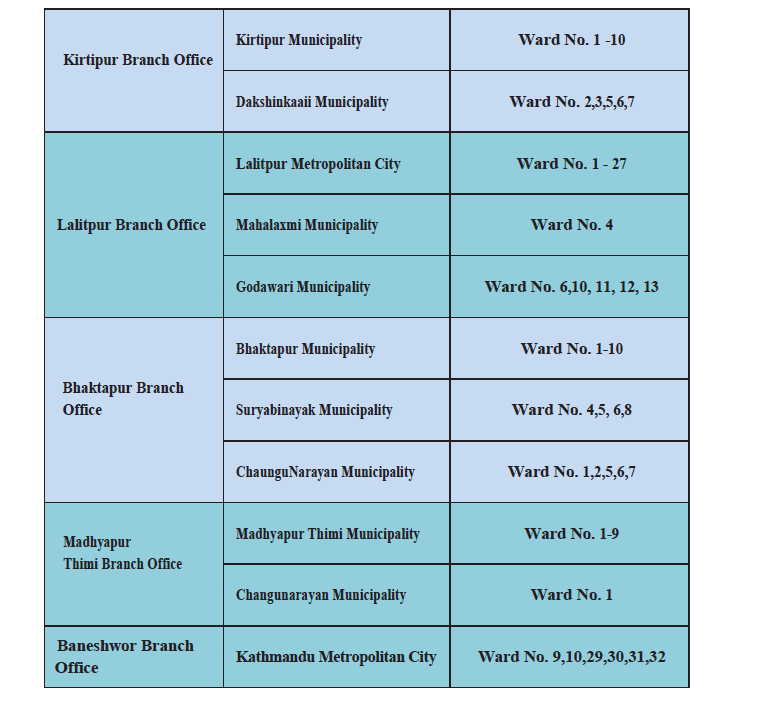 Kirtipur Branch Office
Kirtipur Municipality
Ward No. 1 -10
Dakshinkaaii Municipality
Ward No. 2,3,5,6,7
Lalitpur Branch Office
Lalitpur Metropolitan City
Ward No. 1 - 27
Mahalaxmi Municipality
Ward No. 4
Godawari Municipality
Ward No. 6,10, 11, 12, 13
Bhaktapur Branch
Office
Bhaktapur Municipality
Ward No. 1-10
Suryabinayak Municipality
Ward No. 4,5, 6,8
ChaunguNarayan Municipality
Ward No. 1,2,5,6,7
Madhyapur
Thimi Branch Office
Madhyapur Thimi Municipality
Ward No. 1-9
Changunarayan Municipality
Ward No. 1
Baneshwor Branch
Office
Kathmandu Metropolitan City
Ward No. 9,10,29,30,31,32